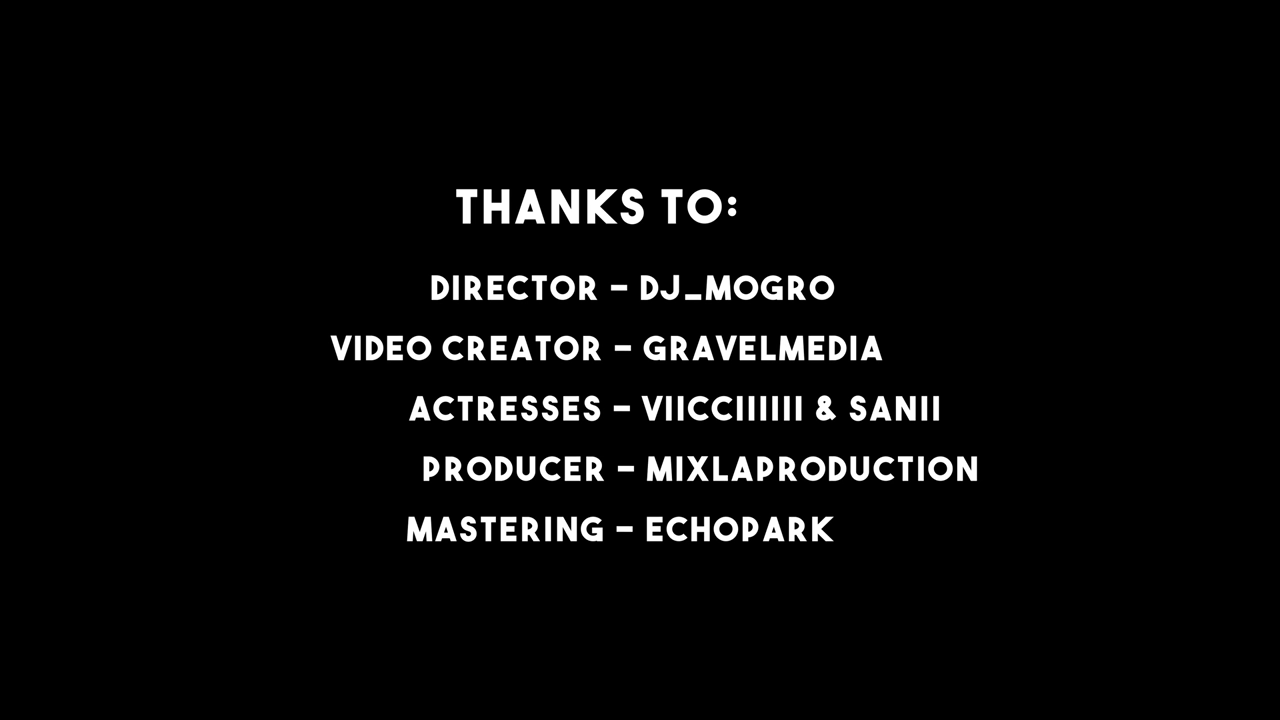 THANKS TO:
DIRECTOR - DJ_MOGRO
VIDEO CREATOR - GRAVELMEDIA
ACTRESSES - VIICCIIIIII & SANII
PRODUCER - MIXLAPRODUCTION
MASTERING - ECHOPARK